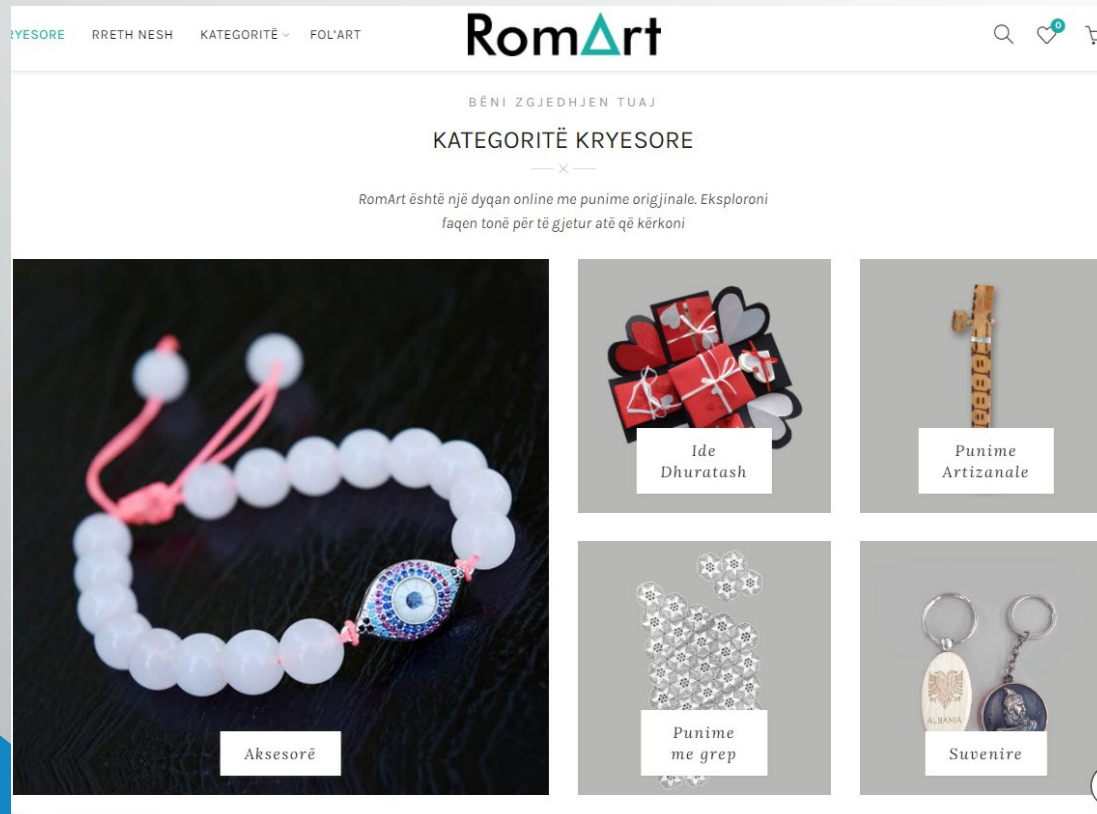 RYESORE RRETH NESH KATEGORITË FOL'ART
RomArt
0
BËNI ZGJEDHJEN TUAJ
KATEGORITË KRYESORE
RomArt është një dyqan online me punime origjinale. Eksploroni
faqen tonë për të gjetur atë që kërkoni
Ide
Dhuratash
Punime
Artizanale
ALBANIA
Aksesorë
Punime
me grep
Suvenire